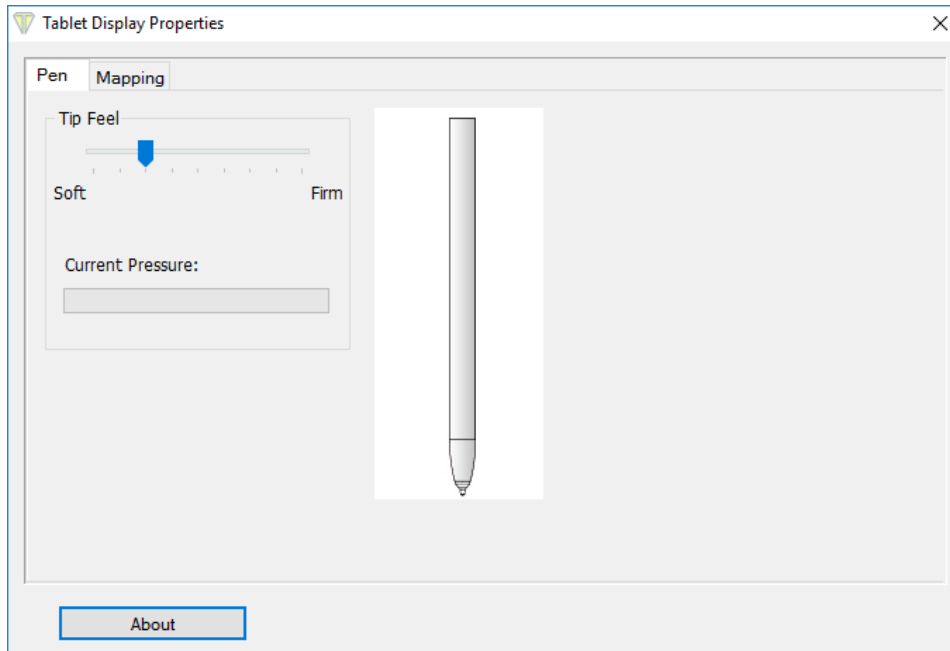 Tablet Display Properties
Pen
Mapping
Tip Feel
Soft
Firm
Current Pressure:
About